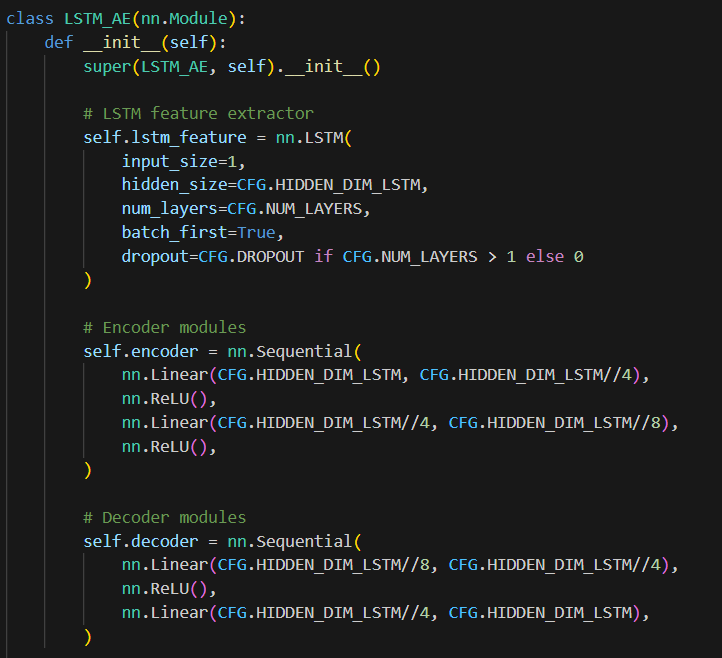 class LSTM_AE(nn.Module):
    def __init__(self):
        super(LSTM_AE, self).__init__()

        # LSTM feature extractor
        self.lstm_feature = nn.LSTM(
            input_size=1,
            hidden_size=CFG.HIDDEN_DIM_LSTM,
            num_layers=CFG.NUM_LAYERS,
            batch_first=True,
            dropout=CFG.DROPOUT if CFG.NUM_LAYERS > 1 else 0
        )

        # Encoder modules
        self.encoder = nn.Sequential(
            nn.Linear(CFG.HIDDEN_DIM_LSTM, CFG.HIDDEN_DIM_LSTM//4),
            nn.ReLU(),
            nn.Linear(CFG.HIDDEN_DIM_LSTM//4, CFG.HIDDEN_DIM_LSTM//8),
            nn.ReLU(),
        )

        # Decoder modules
        self.decoder = nn.Sequential(
            nn.Linear(CFG.HIDDEN_DIM_LSTM//8, CFG.HIDDEN_DIM_LSTM//4),
            nn.ReLU(),
            nn.Linear(CFG.HIDDEN_DIM_LSTM//4, CFG.HIDDEN_DIM_LSTM),
        )